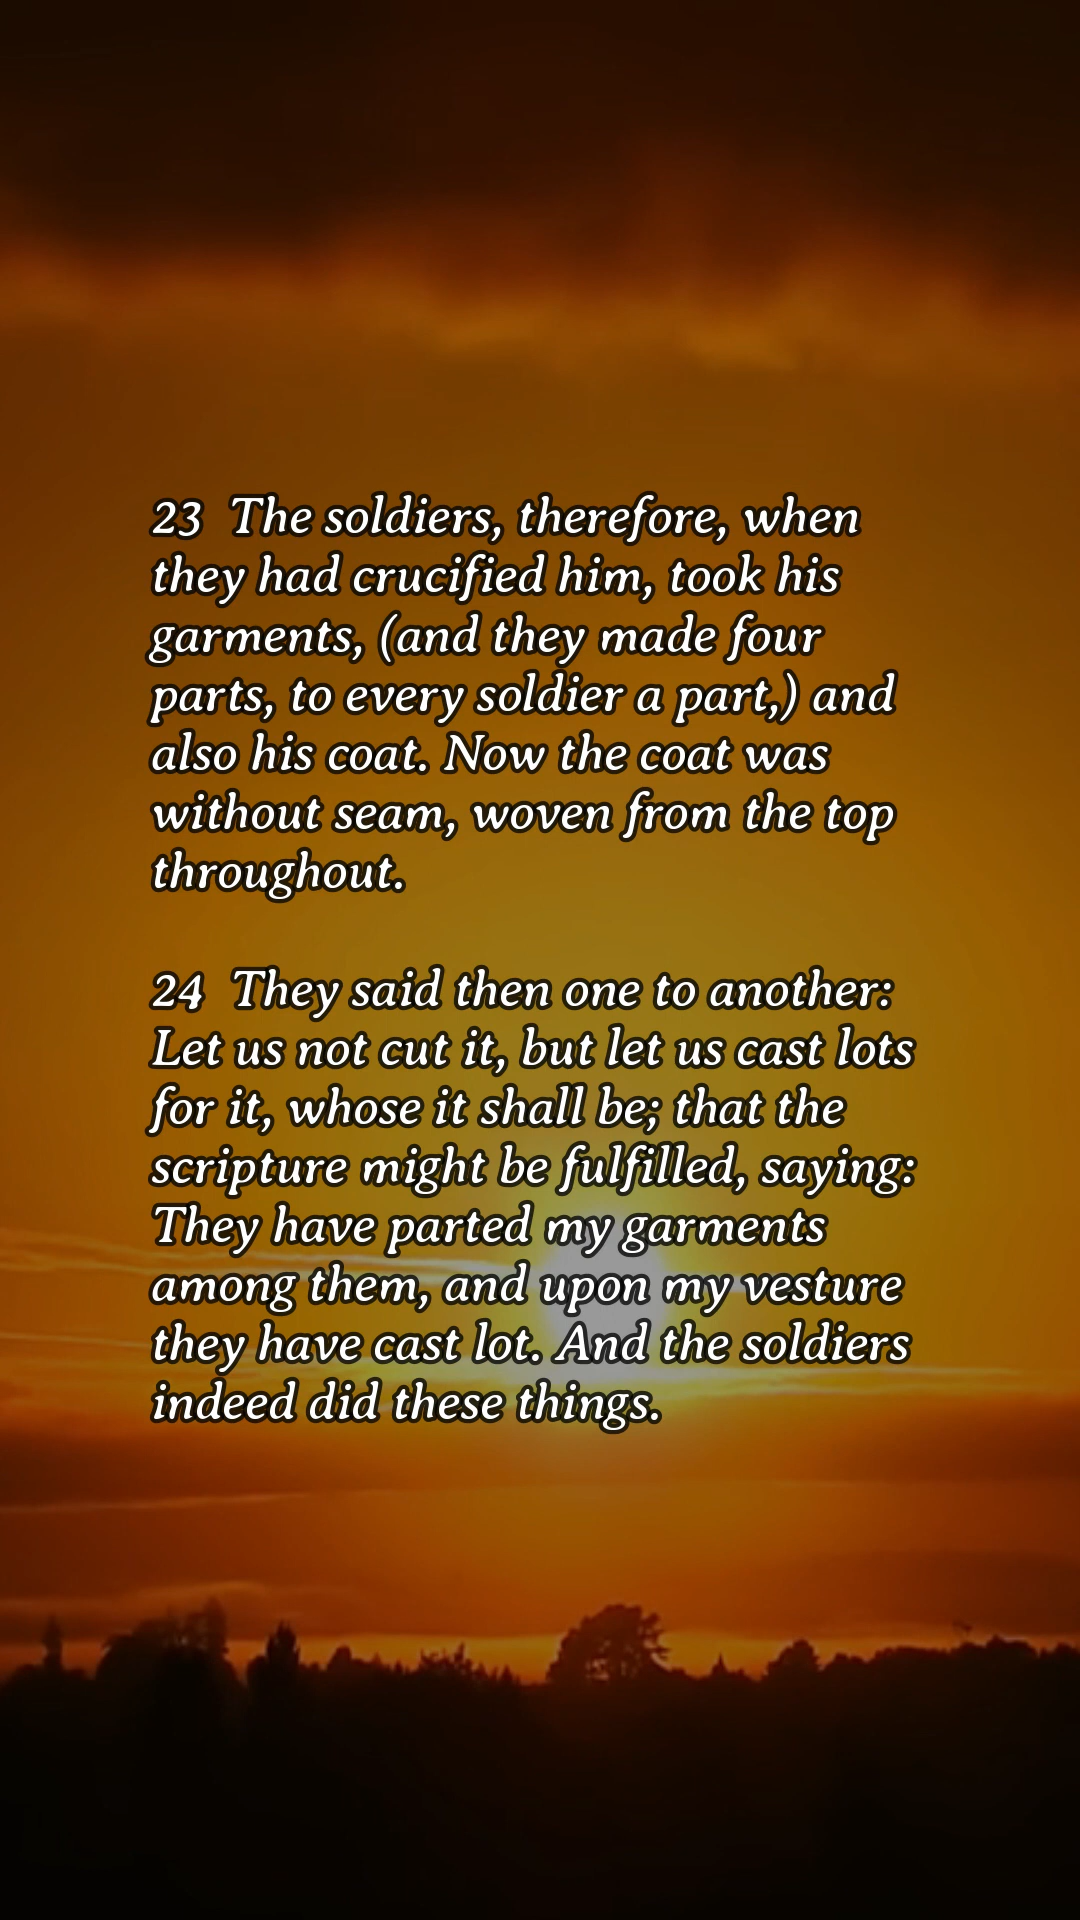 23  The soldiers, therefore, when
they had crucified him, took his
garments, (and they made four
parts, to every soldier a part,) and
also his coat. Now the coat was
without seam, woven from the top
throughout.
24  They said then one to another:
Let us not cut it, but let us cast lots
for it, whose it shall be; that the
scripture might be fulfilled, saying:
They have parted my garments
among them, and upon my vesture
they have cast lot. And the soldiers
indeed did these things.